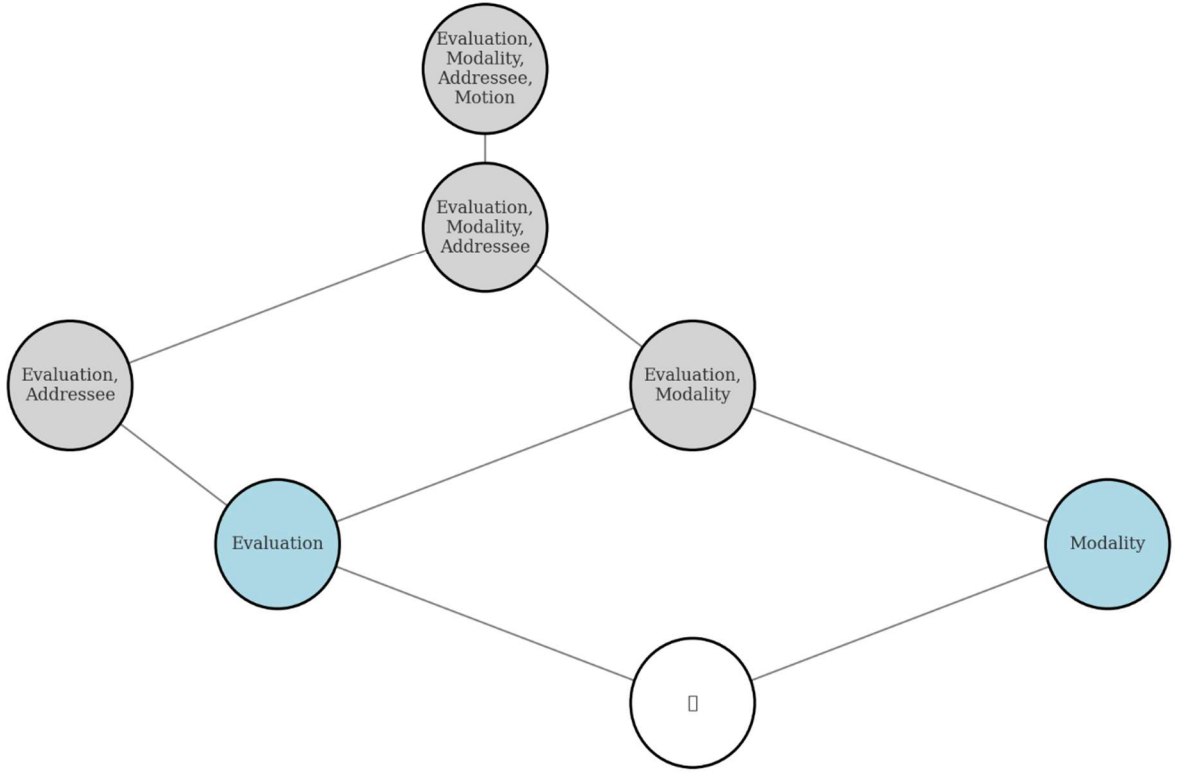 Evaluation,
Modality,
Addressee,
Motion
Evaluation,
Modality,
Addressee
Evaluation,
Addressee
Evaluation,
Modality
Evaluation
Modality